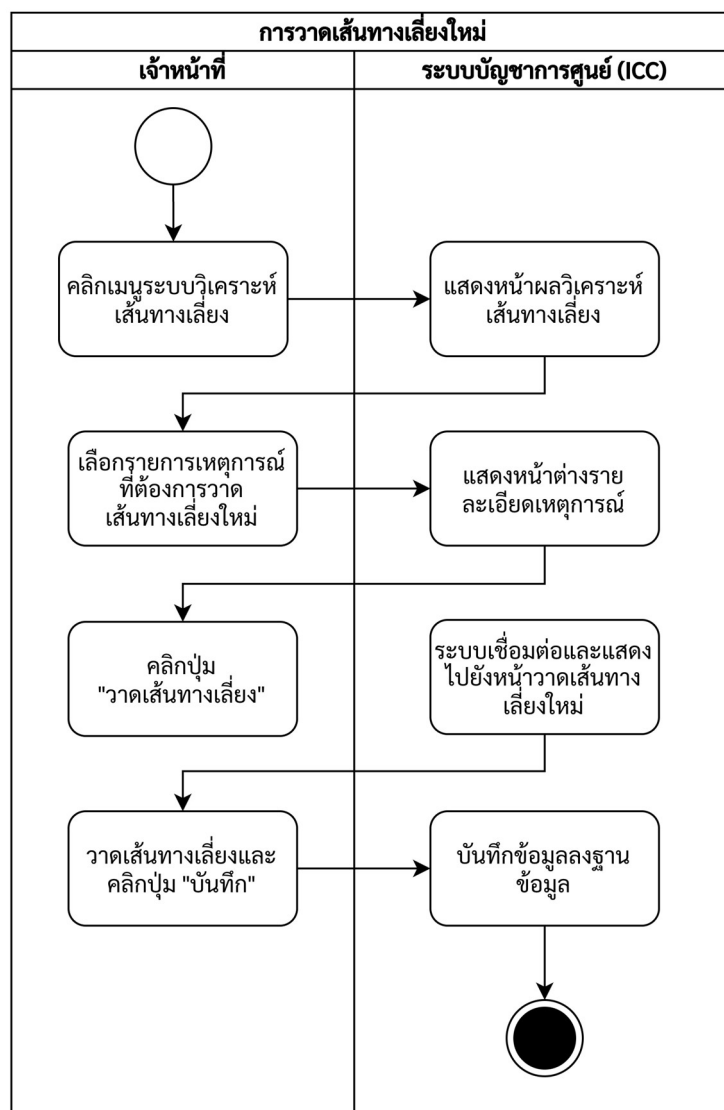 การวาดเส้นทางเลี่ยงใหม่
เจ้าหน้าที่
ระบบบัญชาการศูนย์ (ICC)
คลิกเมนูระบบวิเคราะห์
เส้นทางเลี่ยง
แสดงหน้าผลวิเคราะห์
เส้นทางเลี่ยง
เลือกรายการเหตุการณ์
ที่ต้องการวาด
เส้นทางเลี่ยงใหม่
แสดงหน้าต่างราย
ละเอียดเหตุการณ์
คลิกปุ่ม
"วาดเส้นทางเลี่ยง"
ระบบเชื่อมต่อและแสดง
ไปยังหน้าวาดเส้นทาง
เลี่ยงใหม่
วาดเส้นทางเลี่ยงและ
คลิกปุ่ม "บันทึก"
บันทึกข้อมูลลงฐาน
ข้อมูล